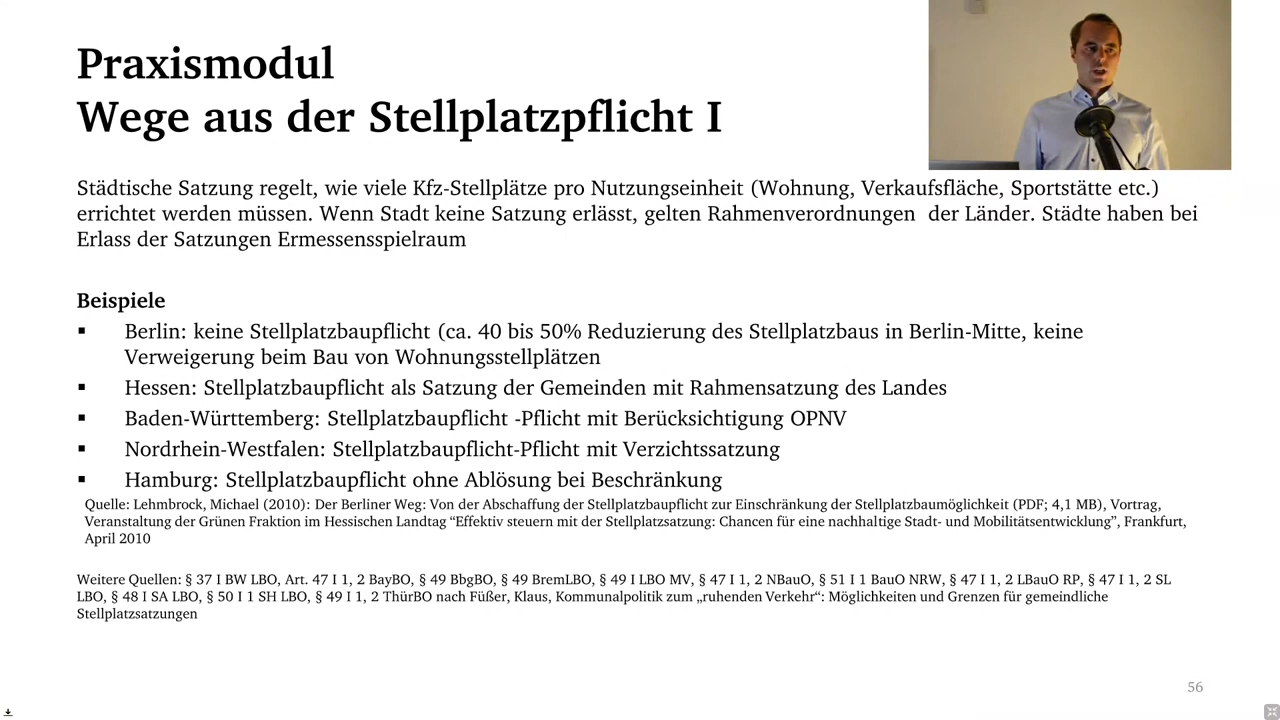 Praxismodul
Wege aus der Stellplatzpflicht I
Städtische Satzung regelt, wie viele Kfz-Stellplätze pro Nutzungseinheit (Wohnung, Verkaufsfläche, Sportstätte etc.)
errichtet werden müssen. Wenn Stadt keine Satzung erlässt, gelten Rahmenverordnungen  der Länder. Städte haben bei
Erlass der Satzungen Ermessensspielraum
Beispiele
▪ Berlin: keine Stellplatzbaupflicht (ca. 40 bis 50% Reduzierung des Stellplatzbaus in Berlin-Mitte, keine
Verweigerung beim Bau von Wohnungsstellplätzen
▪ Hessen: Stellplatzbaupflicht als Satzung der Gemeinden mit Rahmensatzung des Landes
▪ Baden-Württemberg: Stellplatzbaupflicht -Pflicht mit Berücksichtigung OPNV
▪ Nordrhein-Westfalen: Stellplatzbaupflicht-Pflicht mit Verzichtssatzung
▪ Hamburg: Stellplatzbaupflicht ohne Ablösung bei Beschränkung
Quelle: Lehmbrock, Michael (2010): Der Berliner Weg: Von der Abschaffung der Stellplatzbaupflicht zur Einschränkung der Stellplatzbaumöglichkeit (PDF; 4,1 MB), Vortrag,
Veranstaltung der Grünen Fraktion im Hessischen Landtag “Effektiv steuern mit der Stellplatzsatzung: Chancen für eine nachhaltige Stadt- und Mobilitätsentwicklung”, Frankfurt,
April 2010
Weitere Quellen: § 37 I BW LBO, Art. 47 I 1, 2 BayBO, § 49 BbgBO, § 49 BremLBO, § 49 I LBO MV, § 47 I 1, 2 NBauO, § 51 I 1 BauO NRW, § 47 I 1, 2 LBauO RP, § 47 I 1, 2 SL
LBO, § 48 I SA LBO, § 50 I 1 SH LBO, § 49 I 1, 2 ThürBO nach Füßer, Klaus, Kommunalpolitik zum „ruhenden Verkehr“: Möglichkeiten und Grenzen für gemeindliche
Stellplatzsatzungen
56